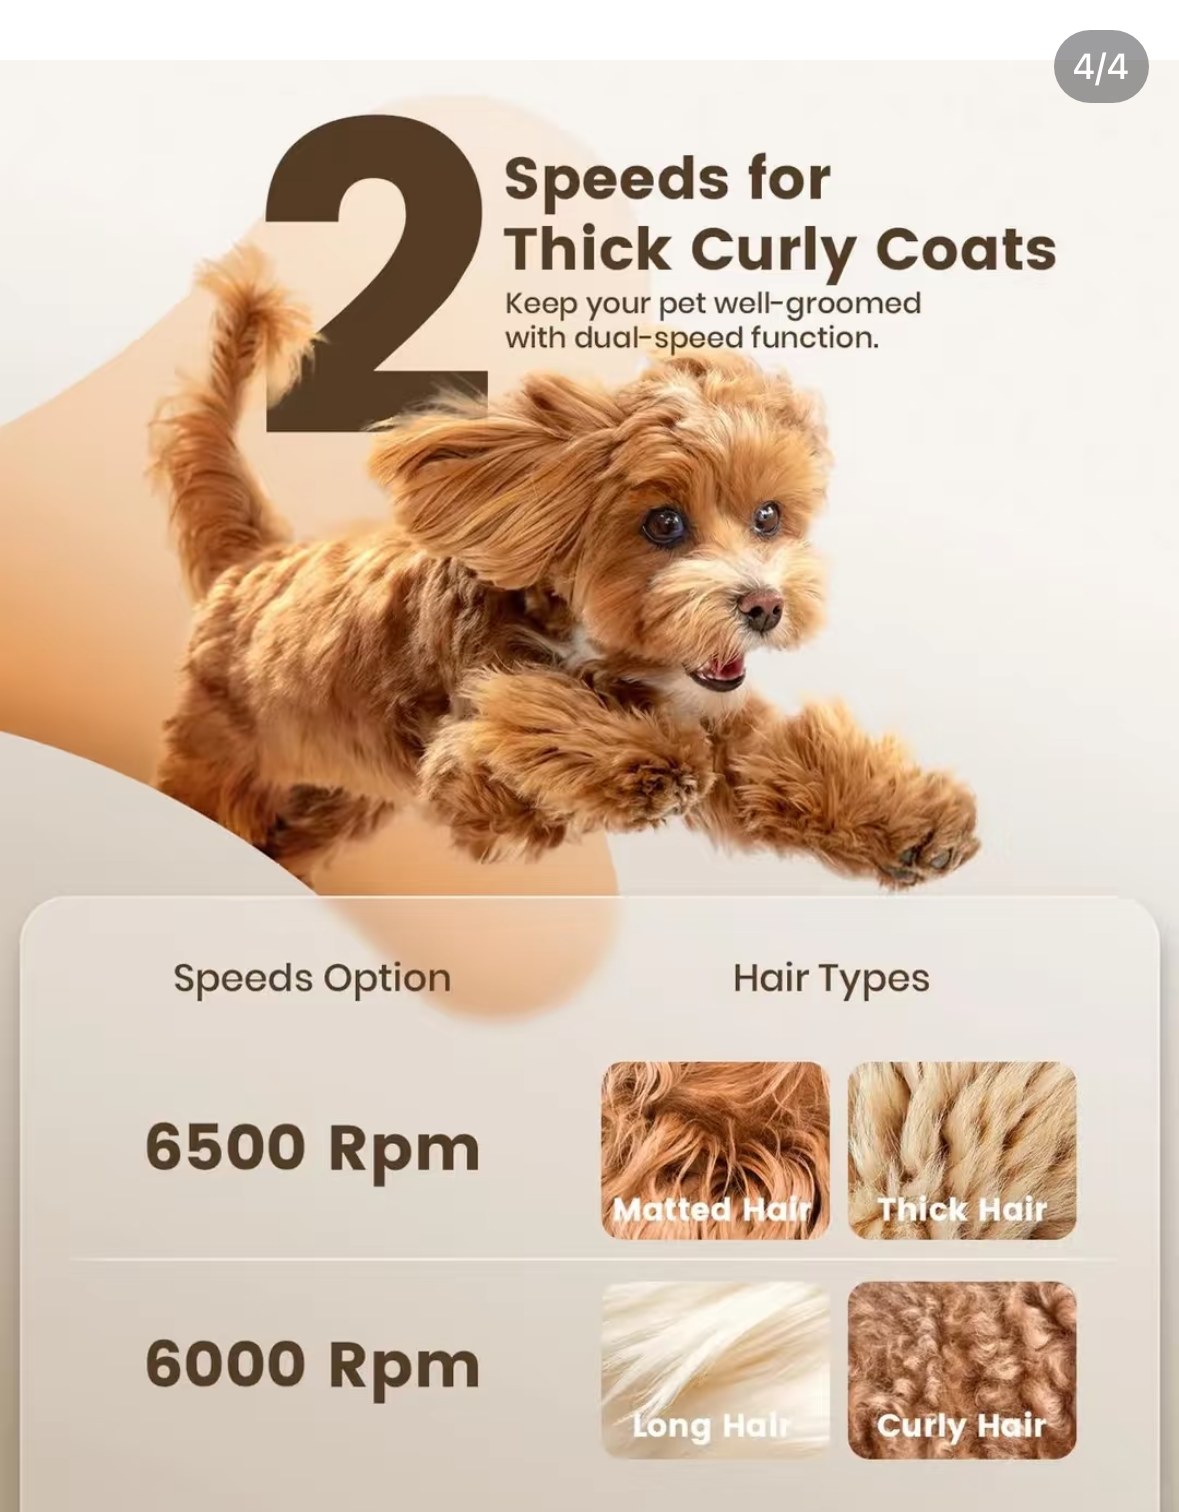 4/4
2
Speeds for
Thick Curly Coats
Keep your pet well-groomed
with dual-speed function.
Speeds Option
Hair Types
6500 Rpm
Matted Hair
Thick Hair
6000 Rpm
Long Hair
Curly Hair